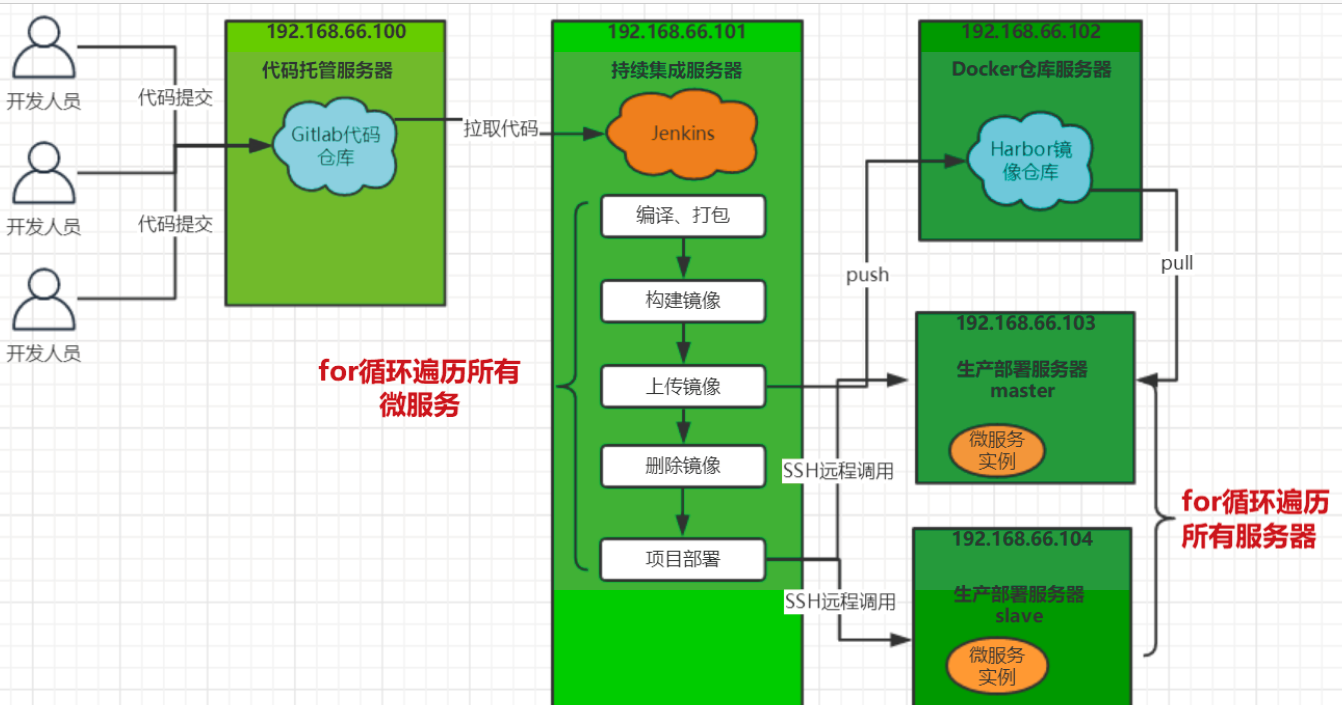 开发人员
代码提交
开发人员
代码提交
开发人员
192.168.66.100
代码托管服务器
Gitlab代码
仓库
拉取代码
192.168.66.101
持续集成服务器
Jenkins
编译、打包
构建镜像
上传镜像
删除镜像
项目部署
for循环遍历所有
微服务
push
SSH远程调用
SSH远程调用
192.168.66.102
Docker仓库服务器
Harbor镜
像仓库
pull
192.168.66.103
生产部署服务器
master
微服务
实例
192.168.66.104
生产部署服务器
slave
微服务
实例
for循环遍历
所有服务器